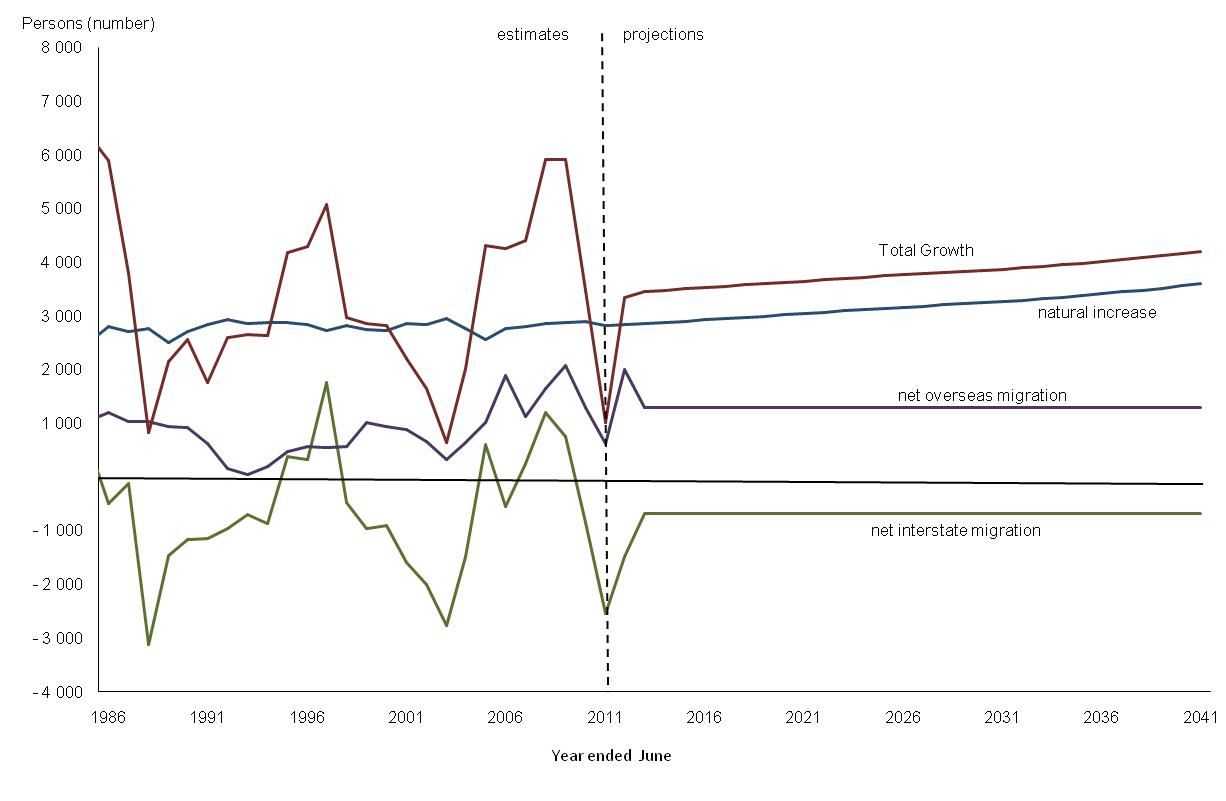 Persons (number)
estimates projections
8 000
7 000
6 000
5 000
4 000
3 000
2 000
1 000
- 1 000
- 2 000
- 3 000
- 4 000
Total Growth
natural increase
net overseas migration
net interstate migration
1986 1991 1996 2001 2006 2011 2016 2021 2026 2031 2036 2041
Year ended June